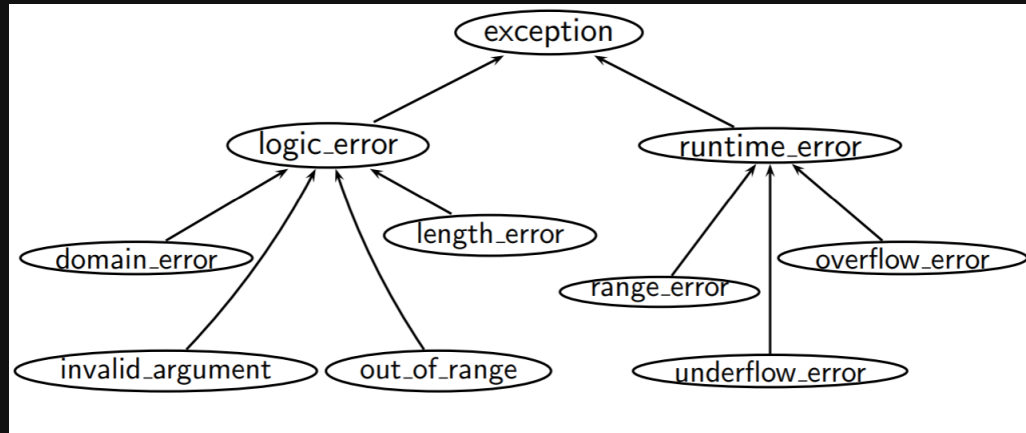 exception
logic_error
runtime_error
length_error
domain_error
overflow_error
range_error
invalid_argument
out_of_range
underflow_error